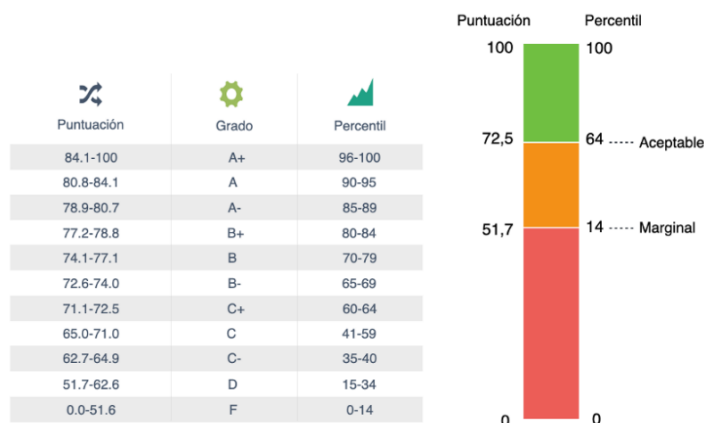 Puntuación Grado Percentil
84.1-100 A+ 96-100
80.8-84.1 A 90-95
78.9-80.7 A- 85-89
77.2-78.8 B+ 80-84
74.1-77.1 B 70-79
72.6-74.0 B- 65-69
71.1-72.5 C+ 60-64
65.0-71.0 C 41-59
62.7-64.9 C- 35-40
51.7-62.6 D 15-34
0.0-51.6 F 0-14
Puntuación Percentil
100 100
72,5 64 ----- Aceptable
51,7 14 ----- Marginal
0 0